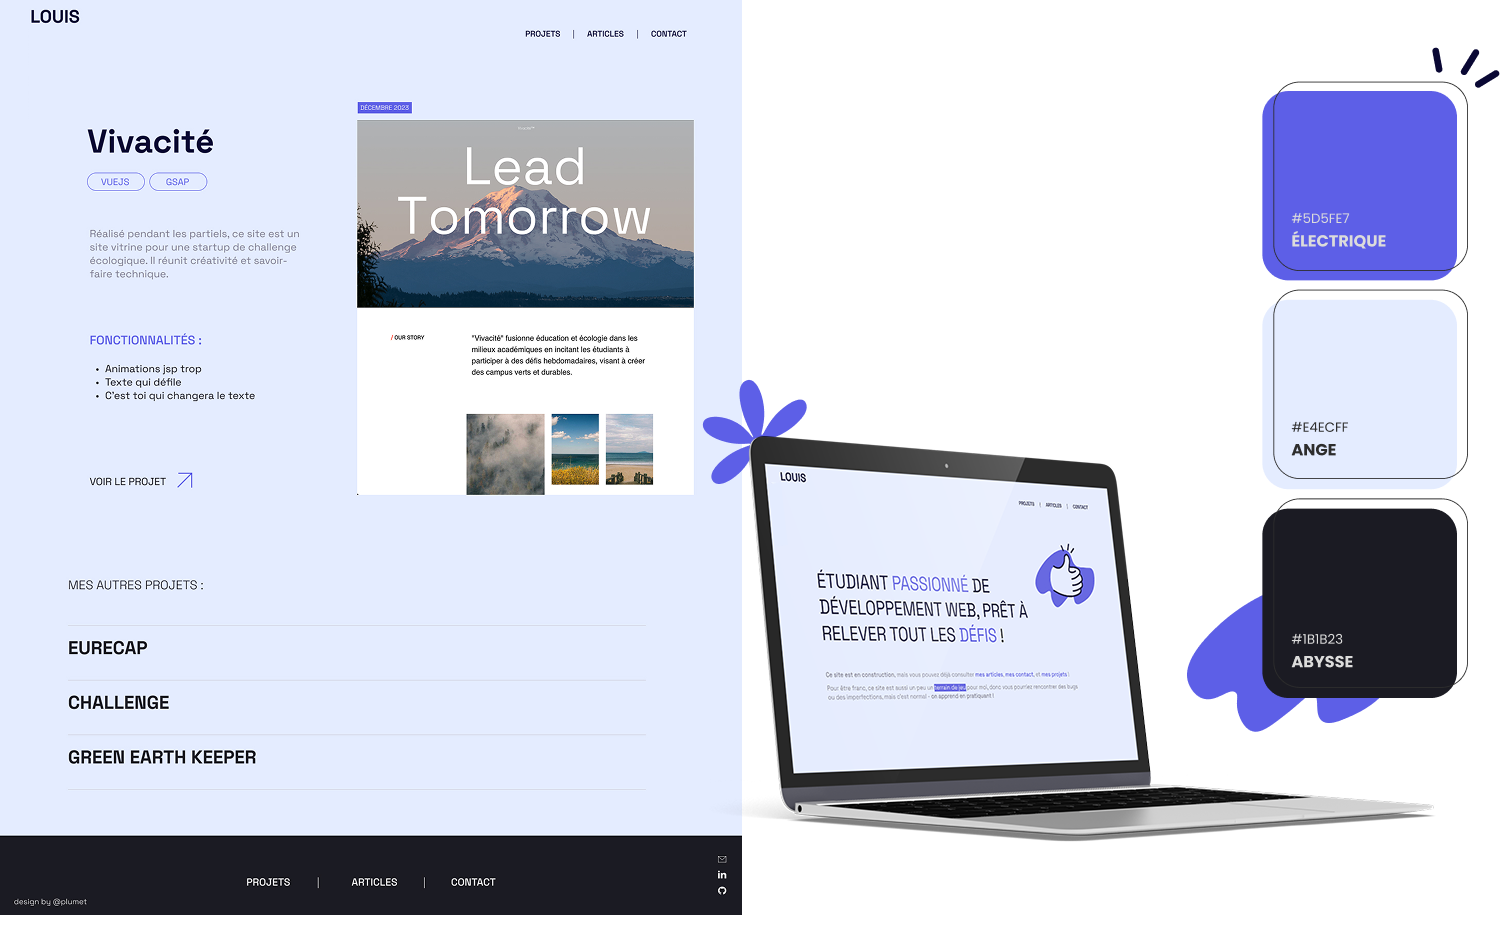 LOUIS
PROJETS | ARTICLES | CONTACT
DÉCEMBRE 2023
Vivacité
VUEJS
GSAP
Réalisé pendant les partiels, ce site est un
site vitrine pour une startup de challenge
écologique. Il réunit créativité et savoir-
faire technique.
FONCTIONNALITÉS :
• Animations jsp trop
• Texte qui défile
• C'est toi qui changera le texte
VOIR LE PROJET
Vivacité™
Lead
Tomorrow
/ OUR STORY
"Vivacité" fusionne éducation et écologie dans les
milieux académiques en incitant les étudiants à
participer à des défis hebdomadaires, visant à créer
des campus verts et durables.
MES AUTRES PROJETS :
EURECAP
CHALLENGE
GREEN EARTH KEEPER
PROJETS | ARTICLES | CONTACT
design by @plumet
in
LOUIS
PROJETS | ARTICLES | CONTACT
ÉTUDIANT PASSIONNÉ DE
DÉVELOPPEMENT WEB, PRÊT À
RELEVER TOUT LES DÉFIS !
Ce site est en construction, mais vous pouvez déjà consulter mes articles, mes contact, et mes projets !
Pour être franc, ce site est aussi un peu un terrain de jeu pour moi, donc vous pourriez rencontrer des bugs
ou des imperfections, mais c'est normal - on apprend en pratiquant !
#5D5FE7
ÉLECTRIQUE
#E4ECFF
ANGE
#1B1B23
ABYSSE